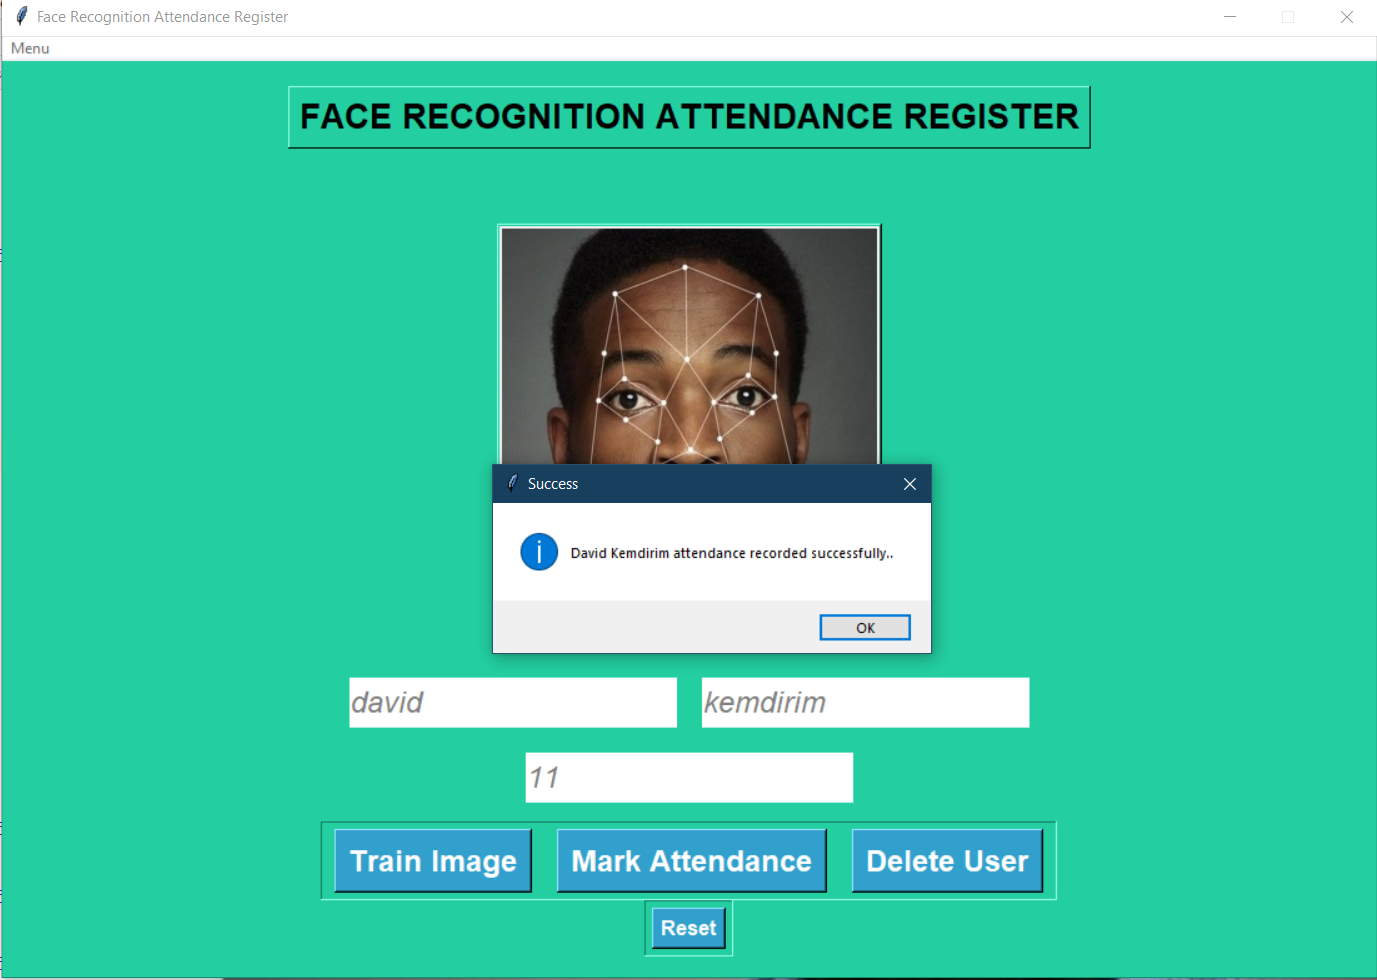 Face Recognition Attendance Register
Menu
FACE RECOGNITION ATTENDANCE REGISTER
Success
David Kemdirim attendance recorded successfully..
OK
david
kemdirim
11
Train Image
Mark Attendance
Delete User
Reset